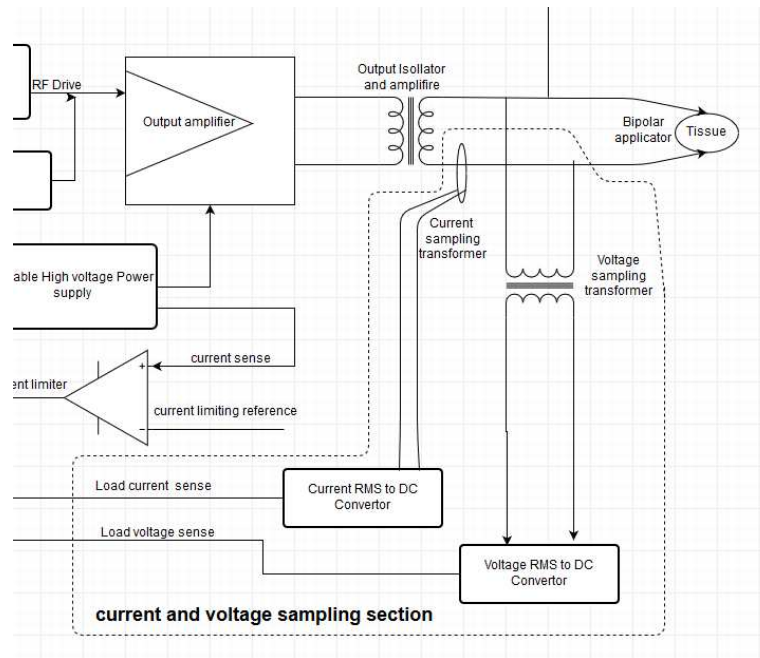 RF Drive
Output amplifier
Output Isollator
and amplifire
Bipolar
applicator
Tissue
Current
sampling
transformer
Voltage
sampling
transformer
able High voltage Power
supply
current sense
+
ent limiter
current limiting reference
-
Load current sense
Current RMS to DC
Convertor
Load voltage sense
Voltage RMS to DC
Convertor
current and voltage sampling section